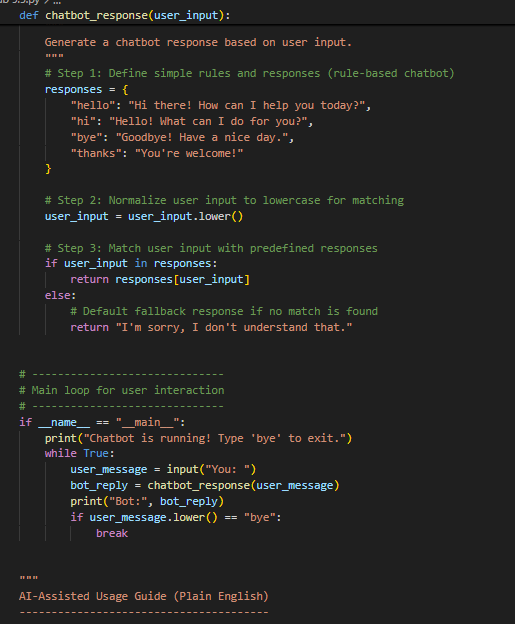 def chatbot_response(user_input):
    Generate a chatbot response based on user input.
    """
    # Step 1: Define simple rules and responses (rule-based chatbot)
    responses = {
        "hello": "Hi there! How can I help you today?",
        "hi": "Hello! What can I do for you?",
        "bye": "Goodbye! Have a nice day.",
        "thanks": "You're welcome!"
    }
    # Step 2: Normalize user input to lowercase for matching
    user_input = user_input.lower()
    # Step 3: Match user input with predefined responses
    if user_input in responses:
        return responses[user_input]
    else:
        # Default fallback response if no match is found
        return "I'm sorry, I don't understand that."
# ------------------------------
# Main loop for user interaction
# ------------------------------
if __name__ == "__main__":
    print("Chatbot is running! Type 'bye' to exit.")
    while True:
        user_message = input("You: ")
        bot_reply = chatbot_response(user_message)
        print("Bot:", bot_reply)
        if user_message.lower() == "bye":
            break
"""
AI-Assisted Usage Guide (Plain English)
---------------------------------------